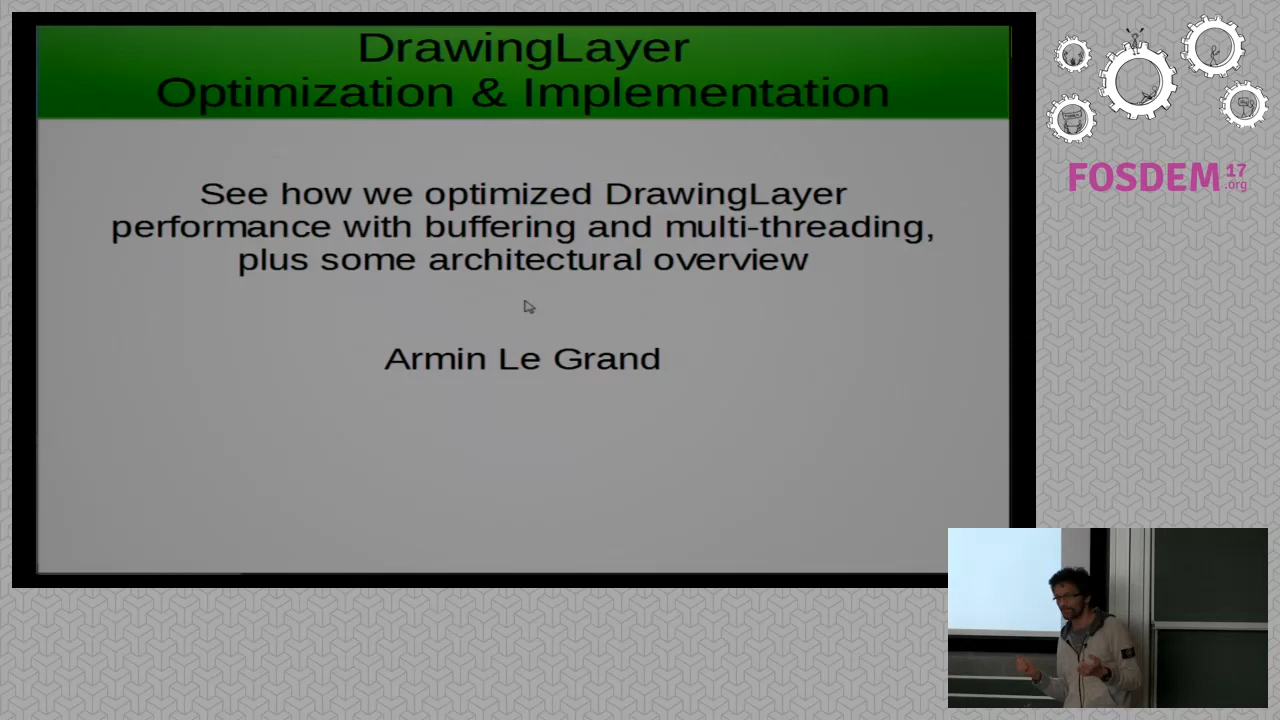 DrawingLayer
Optimization & Implementation
See how we optimized DrawingLayer
performance with buffering and multi-threading,
plus some architectural overview
Armin Le Grand
FOSDEM 17
.org